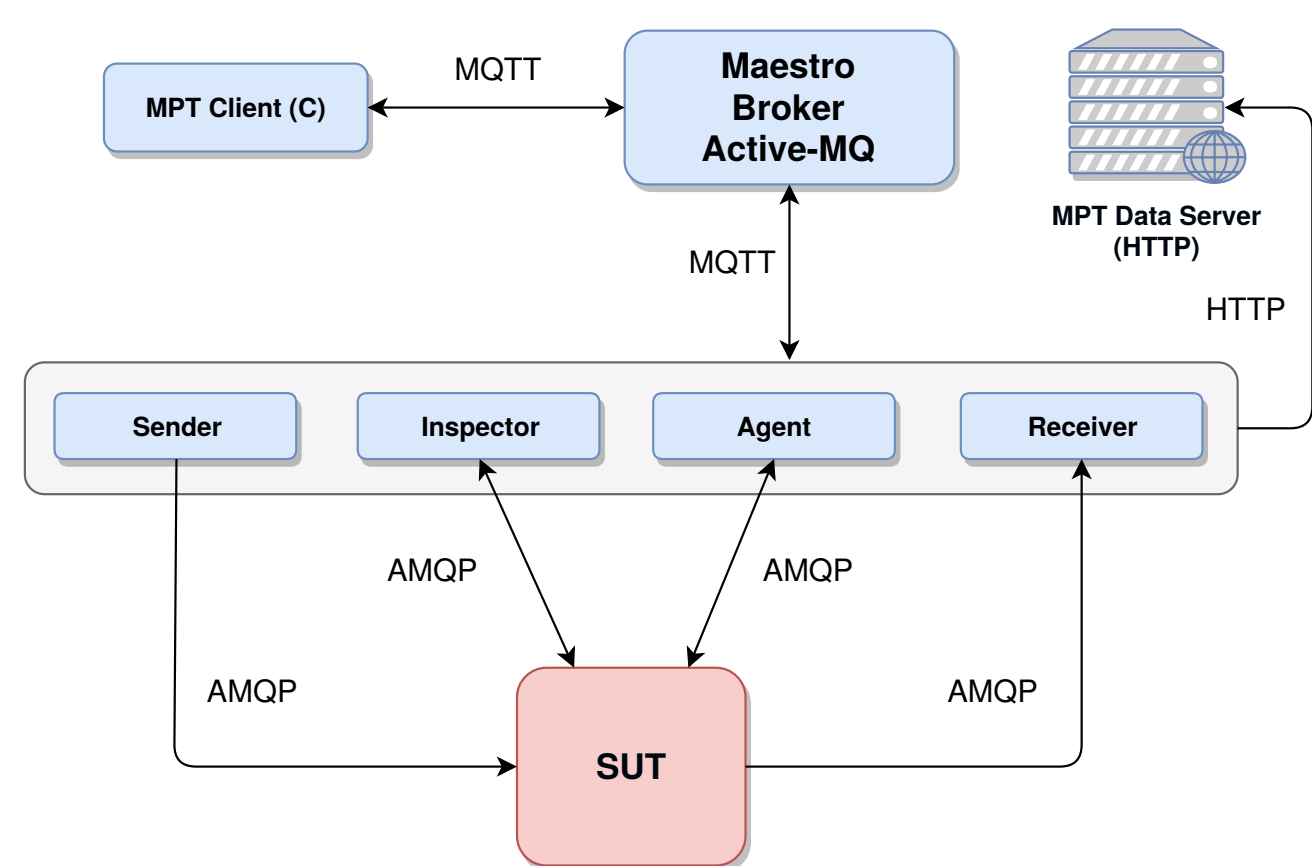 MPT Client (C)
MQTT
Maestro
Broker
Active-MQ
MPT Data Server
(HTTP)
MQTT
HTTP
Sender
Inspector
Agent
Receiver
AMQP
AMQP
AMQP
AMQP
SUT